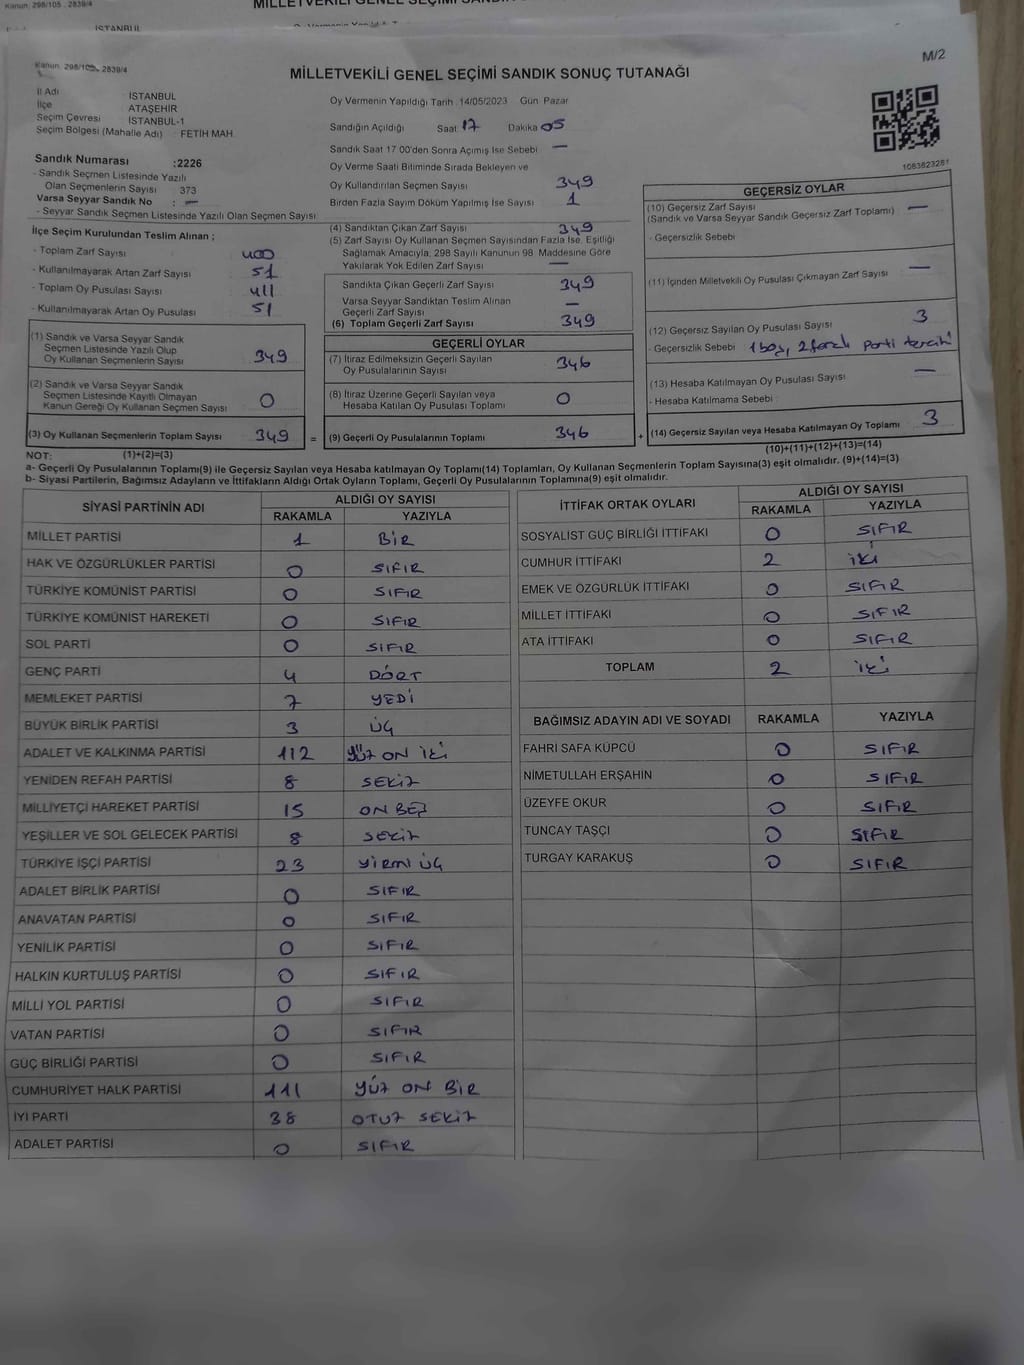 Kanun: 298/105 : 2839/4
MİLLETVEKİLİ GENEL SEÇİMİ
İSTANBUL
Kanun: 298/105, 2839/4
M/2
MİLLETVEKİLİ GENEL SEÇİMİ SANDIK SONUÇ TUTANAĞI
İl Adı İSTANBUL
İlçe ATAŞEHİR
Seçim Çevresi İSTANBUL-1
Seçim Bölgesi (Mahalle Adı) : FETİH MAH.
Sandık Numarası :2226
- Sandık Seçmen Listesinde Yazılı
Olan Seçmenlerin Sayısı : 373
Varsa Seyyar Sandık No : —
- Seyyar Sandık Seçmen Listesinde Yazılı Olan Seçmen Sayısı
İlçe Seçim Kurulundan Teslim Alınan ;
- Toplam Zarf Sayısı 400
- Kullanılmayarak Artan Zarf Sayısı 51
- Toplam Oy Pusulası Sayısı 411
- Kullanılmayarak Artan Oy Pusulası 51
(1) Sandık ve Varsa Seyyar Sandık
Seçmen Listesinde Yazılı Olup
Oy Kullanan Seçmenlerin Sayısı 349
(2) Sandık ve Varsa Seyyar Sandık
Seçmen Listesinde Kayıtlı Olmayan
Kanun Gereği Oy Kullanan Seçmen Sayısı 0
(3) Oy Kullanan Seçmenlerin Toplam Sayısı 349 =
Oy Vermenin Yapıldığı Tarih :14/05/2023 Gün Pazar
Sandığın Açıldığı Saat 17 Dakika 05
Sandık Saat 17 00'den Sonra Açımış İse Sebebi —
Oy Verme Saati Bitiminde Sırada Bekleyen ve
Oy Kullandırılan Seçmen Sayısı 349
Birden Fazla Sayım Döküm Yapılmış İse Sayısı 1
(4) Sandıktan Çıkan Zarf Sayısı 349
(5) Zarf Sayısı Oy Kullanan Seçmen Sayısından Fazla İse, Eşitliği
Sağlamak Amacıyla, 298 Sayılı Kanunun 98. Maddesine Göre
Yakılarak Yok Edilen Zarf Sayısı —
Sandıkta Çıkan Geçerli Zarf Sayısı 349
Varsa Seyyar Sandıktan Teslim Alınan
Geçerli Zarf Sayısı —
(6) Toplam Geçerli Zarf Sayısı 349
GEÇERLİ OYLAR
(7) İtiraz Edilmeksizin Geçerli Sayılan
Oy Pusulalarının Sayısı 346
(8) İtiraz Üzerine Geçerli Sayılan veya
Hesaba Katılan Oy Pusulası Toplamı 0
(9) Geçerli Oy Pusulalarının Toplamı 346 +
1083623281
GEÇERSİZ OYLAR
(10) Geçersiz Zarf Sayısı —
(Sandık ve Varsa Seyyar Sandık Geçersiz Zarf Toplamı)
- Geçersizlik Sebebi
(11) İçinden Milletvekili Oy Pusulası Çıkmayan Zarf Sayısı —
(12) Geçersiz Sayılan Oy Pusulası Sayısı 3
- Geçersizlik Sebebi 1 boş, 2 farklı parti tercihi
(13) Hesaba Katılmayan Oy Pusulası Sayısı —
- Hesaba Katılmama Sebebi
(14) Geçersiz Sayılan veya Hesaba Katılmayan Oy Toplamı 3
NOT: (1)+(2)=(3) (10)+(11)+(12)+(13)=(14)
a- Geçerli Oy Pusulalarının Toplamı(9) ile Geçersiz Sayılan veya Hesaba katılmayan Oy Toplamı(14) Toplamları, Oy Kullanan Seçmenlerin Toplam Sayısına(3) eşit olmalıdır. (9)+(14)=(3)
b- Siyasi Partilerin, Bağımsız Adayların ve İttifakların Aldığı Ortak Oyların Toplamı, Geçerli Oy Pusulalarının Toplamına(9) eşit olmalıdır.
SİYASİ PARTİNİN ADI ALDIĞI OY SAYISI
RAKAMLA YAZIYLA
MİLLET PARTİSİ 1 BİR
HAK VE ÖZGÜRLÜKLER PARTİSİ 0 SIFIR
TÜRKİYE KOMÜNİST PARTİSİ 0 SIFIR
TÜRKİYE KOMÜNİST HAREKETİ 0 SIFIR
SOL PARTİ 0 SIFIR
GENÇ PARTİ 4 DÖRT
MEMLEKET PARTİSİ 7 YEDİ
BÜYÜK BİRLİK PARTİSİ 3 ÜÇ
ADALET VE KALKINMA PARTİSİ 112 YÜZ ON İKİ
YENİDEN REFAH PARTİSİ 8 SEKİZ
MİLLİYETÇİ HAREKET PARTİSİ 15 ON BEŞ
YEŞİLLER VE SOL GELECEK PARTİSİ 8 SEKİZ
TÜRKİYE İŞÇİ PARTİSİ 23 YİRMİ ÜÇ
ADALET BİRLİK PARTİSİ 0 SIFIR
ANAVATAN PARTİSİ 0 SIFIR
YENİLİK PARTİSİ 0 SIFIR
HALKIN KURTULUŞ PARTİSİ 0 SIFIR
MİLLİ YOL PARTİSİ 0 SIFIR
VATAN PARTİSİ 0 SIFIR
GÜÇ BİRLİĞİ PARTİSİ 0 SIFIR
CUMHURİYET HALK PARTİSİ 111 YÜZ ON BİR
İYİ PARTİ 38 OTUZ SEKİZ
ADALET PARTİSİ 0 SIFIR
İTTİFAK ORTAK OYLARI ALDIĞI OY SAYISI
RAKAMLA YAZIYLA
SOSYALİST GÜÇ BİRLİĞİ İTTİFAKI 0 SIFIR
CUMHUR İTTİFAKI 2 İKİ
EMEK VE ÖZGÜRLÜK İTTİFAKI 0 SIFIR
MİLLET İTTİFAKI 0 SIFIR
ATA İTTİFAKI 0 SIFIR
TOPLAM 2 İKİ
BAĞIMSIZ ADAYIN ADI VE SOYADI RAKAMLA YAZIYLA
FAHRİ SAFA KÜPCÜ 0 SIFIR
NİMETULLAH ERŞAHİN 0 SIFIR
ÜZEYFE OKUR 0 SIFIR
TUNCAY TAŞÇI 0 SIFIR
TURGAY KARAKUŞ 0 SIFIR